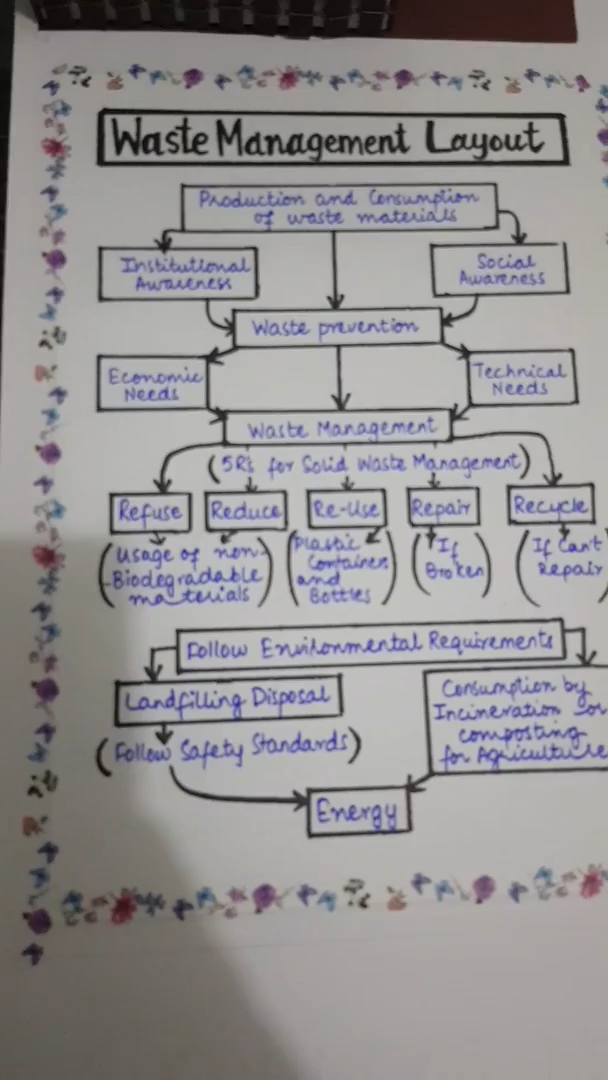 Waste Management Layout
Production and Consumption
of waste materials
Institutional
Awareness
Social
Awareness
Waste prevention
Economic
Needs
Technical
Needs
Waste Management
(5R's for Solid Waste Management)
Refuse
Reduce
Re-Use
Repair
Recycle
(Usage of non-
Biodegradable
materials)
(Plastic
Container
and
Bottles)
(If
Broken)
(If Can't
Repair)
Follow Environmental Requirements
Landfilling Disposal
(Follow Safety Standards)
Consumption by
Incineration or
composting
for Agriculture
Energy